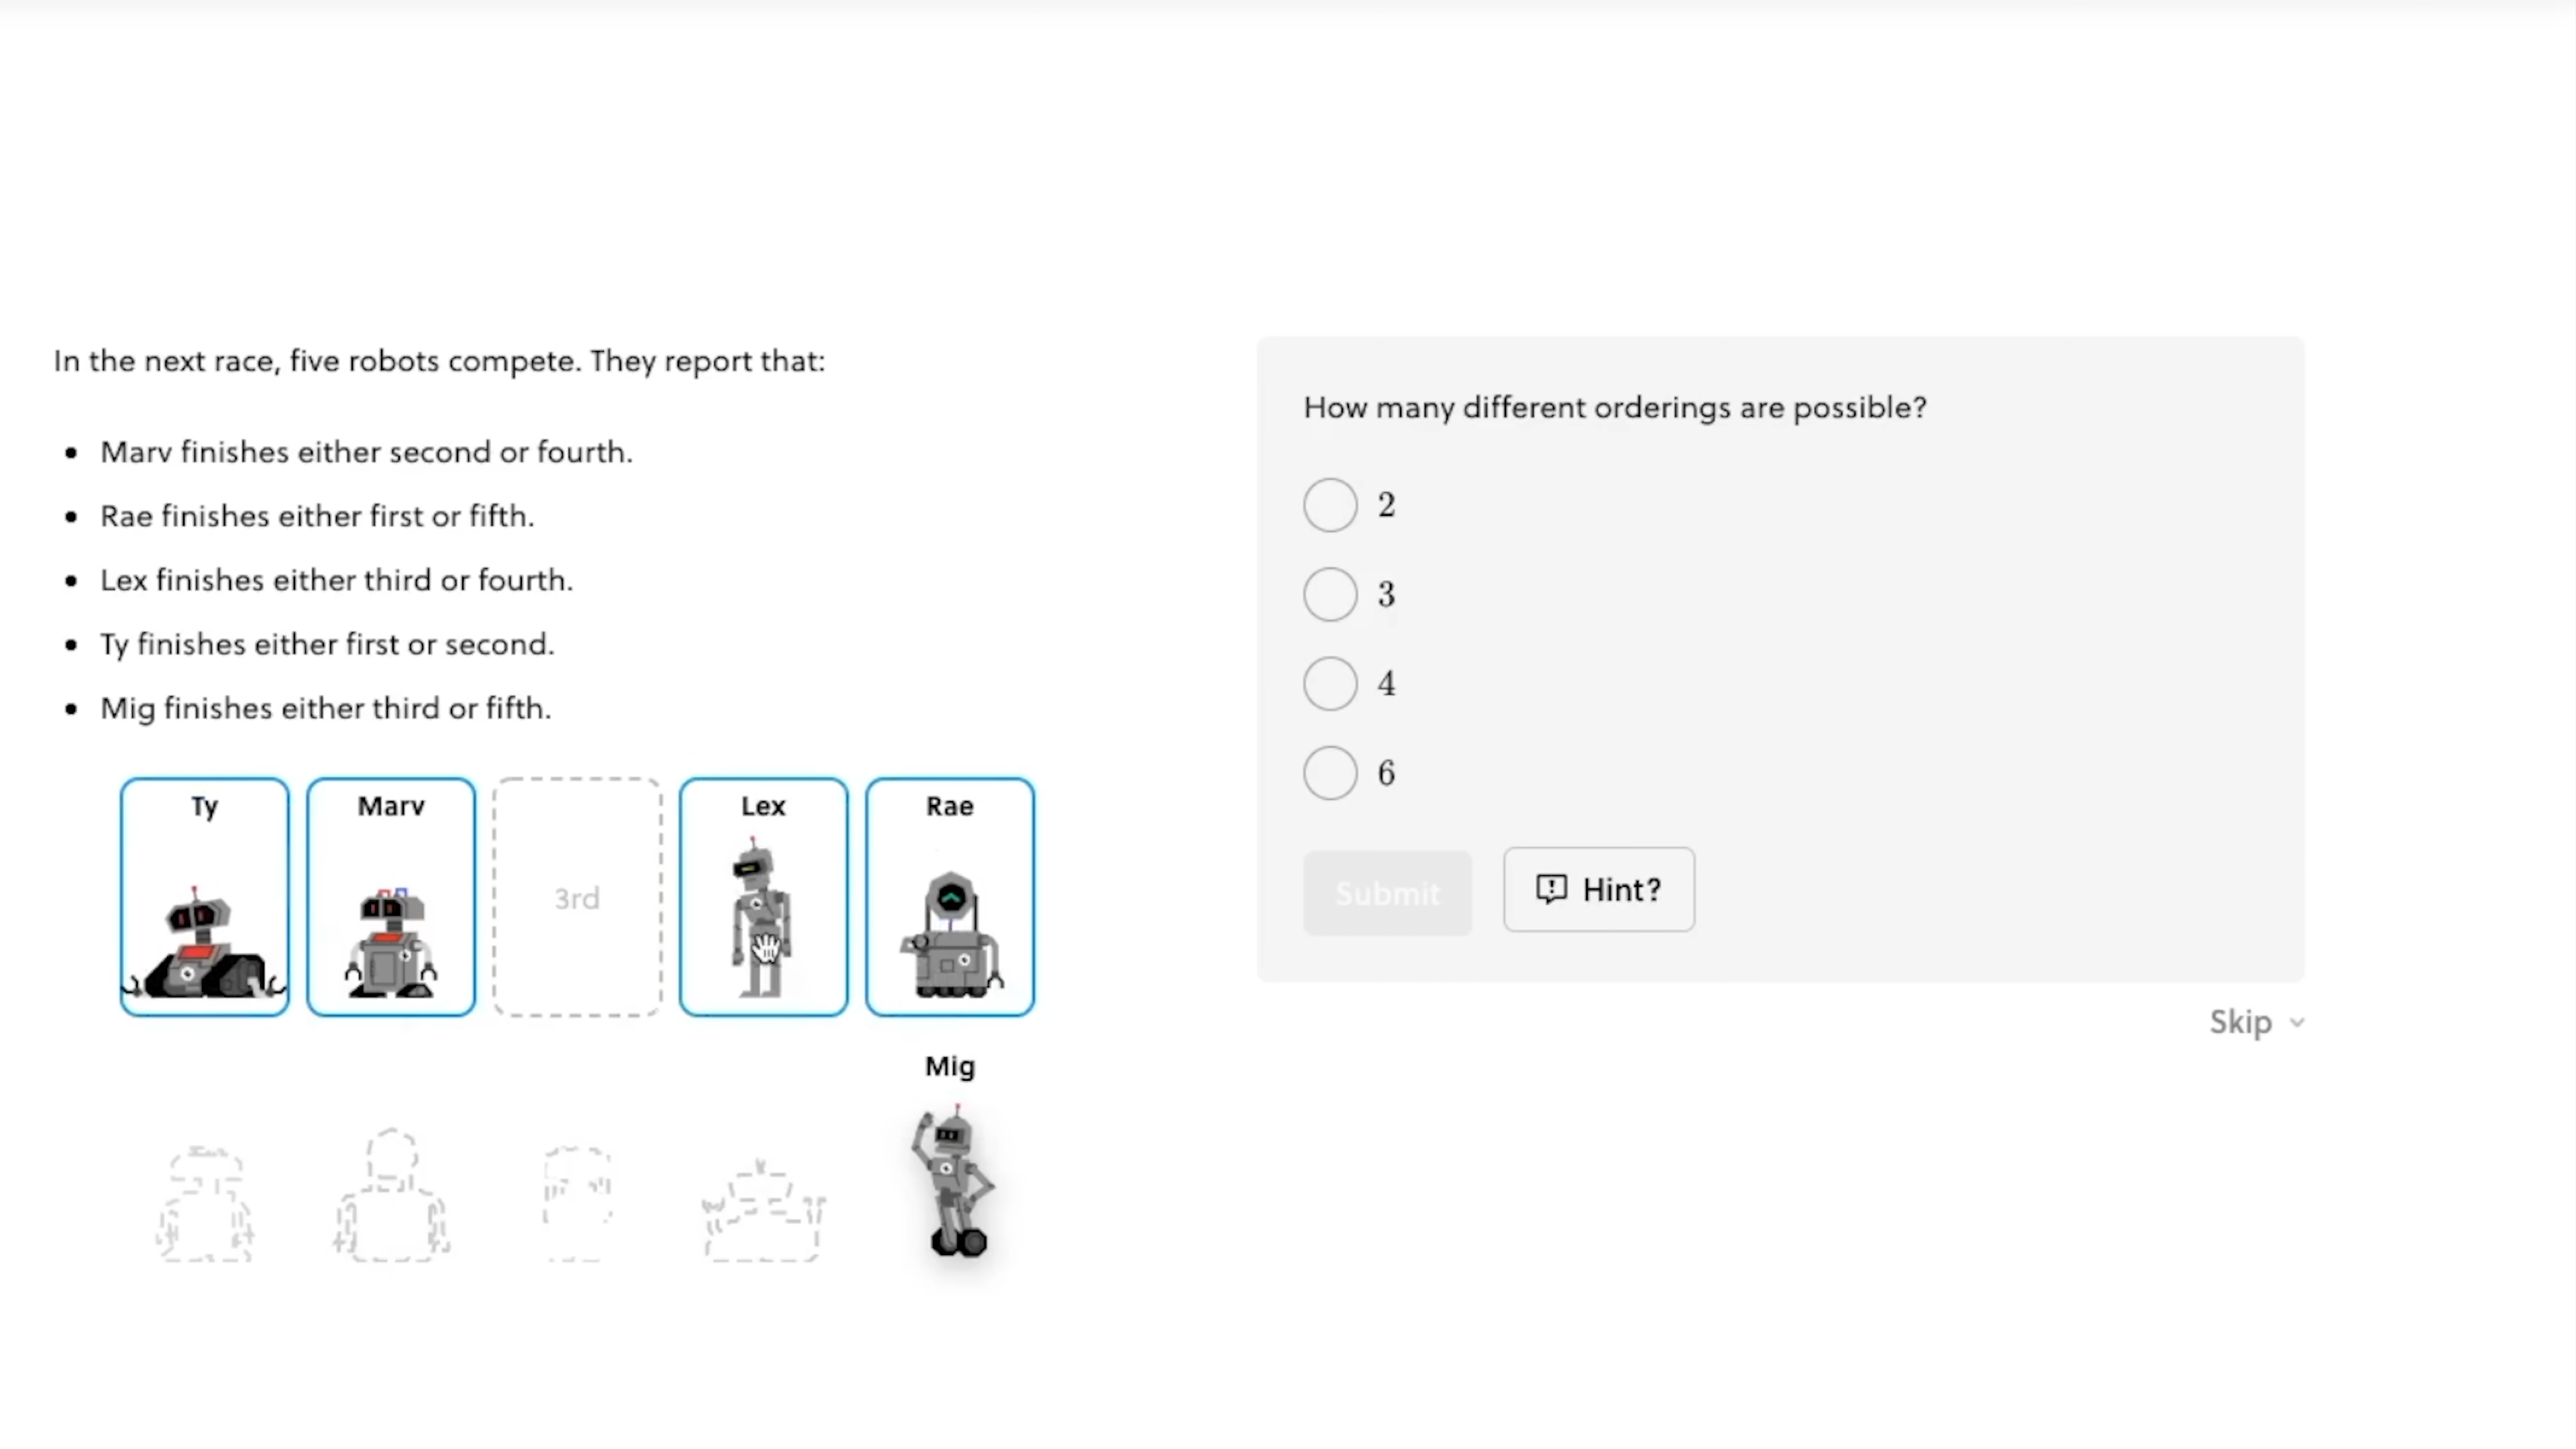 In the next race, five robots compete. They report that:
• Marv finishes either second or fourth.
• Rae finishes either first or fifth.
• Lex finishes either third or fourth.
• Ty finishes either first or second.
• Mig finishes either third or fifth.
Ty
Marv
3rd
Lex
Rae
Mig
How many different orderings are possible?
2
3
4
6
Submit
Hint?
Skip